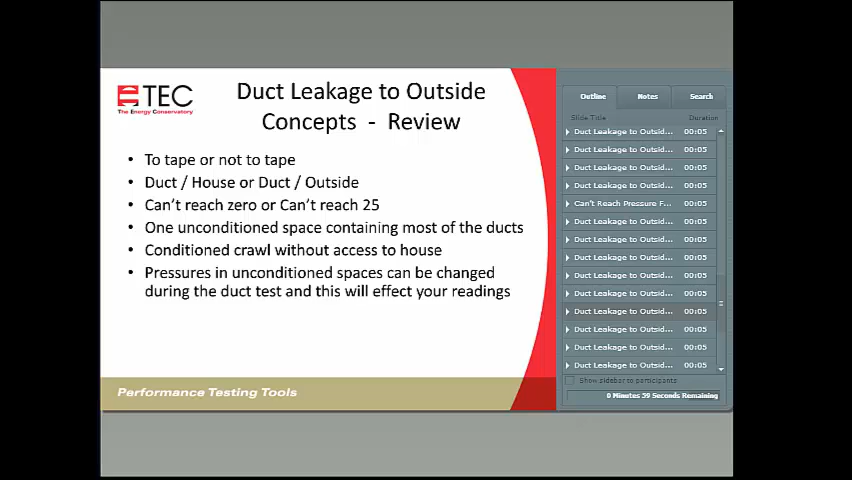 TEC
The Energy Conservatory
Duct Leakage to Outside
Concepts - Review
• To tape or not to tape
• Duct / House or Duct / Outside
• Can't reach zero or Can't reach 25
• One unconditioned space containing most of the ducts
• Conditioned crawl without access to house
• Pressures in unconditioned spaces can be changed
during the duct test and this will effect your readings
Performance Testing Tools
Outline Notes Search
Slide Title Duration
Duct Leakage to Outsid... 00:05
Duct Leakage to Outsid... 00:05
Duct Leakage to Outsid... 00:05
Duct Leakage to Outsid... 00:05
Can't Reach Pressure F... 00:05
Duct Leakage to Outsid... 00:05
Duct Leakage to Outsid... 00:05
Duct Leakage to Outsid... 00:05
Duct Leakage to Outsid... 00:05
Duct Leakage to Outsid... 00:05
Duct Leakage to Outsid... 00:05
Duct Leakage to Outsid... 00:05
Duct Leakage to Outsid... 00:05
Duct Leakage to Outsid... 00:05
Show sidebar to participants
0 Minutes 39 Seconds Remaining